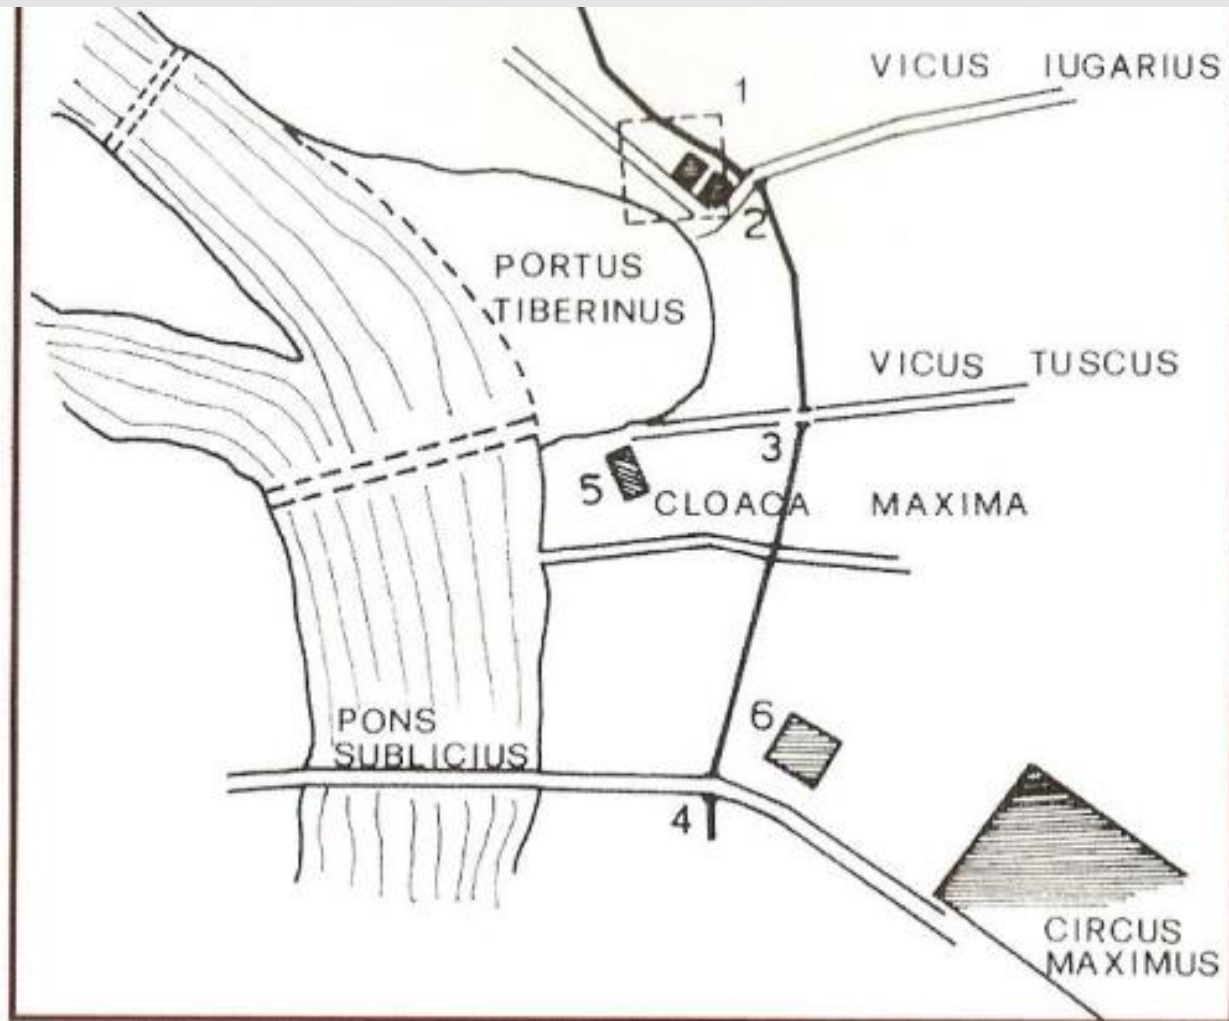 VICUS IUGARIUS
1
2
PORTUS
TIBERINUS
VICUS TUSCUS
3
5
CLOACA MAXIMA
6
PONS
SUBLICIUS
4
CIRCUS
MAXIMUS